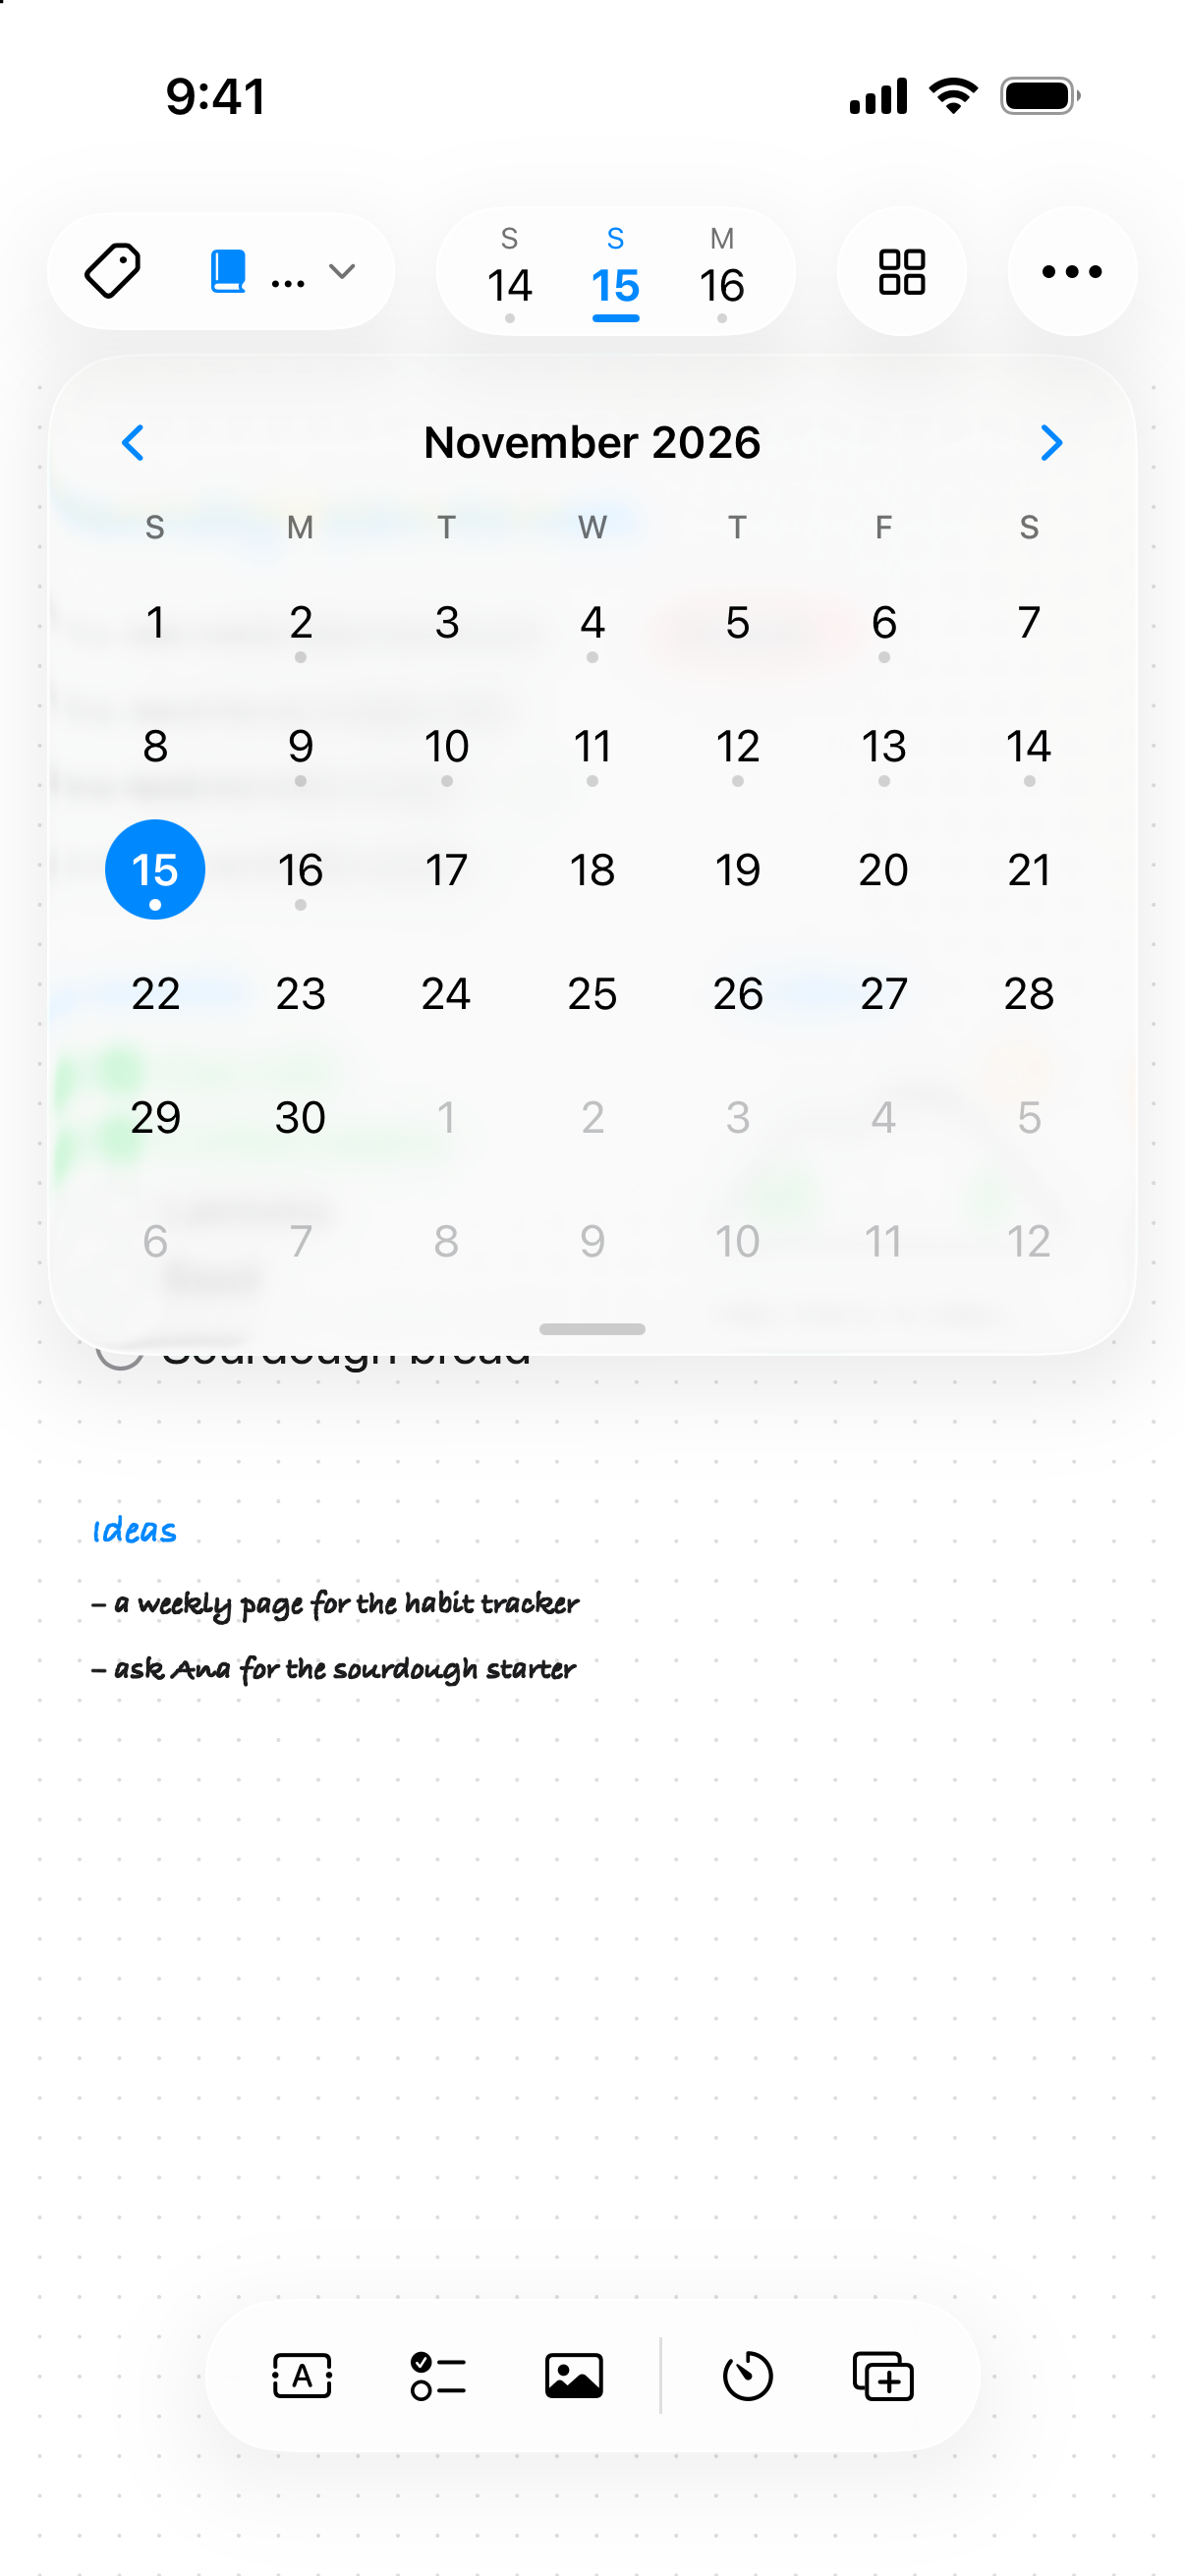 9:41
...
S S M
14 15 16
November 2026
S M T W T F S
1 2 3 4 5 6 7
8 9 10 11 12 13 14
15 16 17 18 19 20 21
22 23 24 25 26 27 28
29 30 1 2 3 4 5
6 7 8 9 10 11 12
Sourdough bread
Ideas
– a weekly page for the habit tracker
– ask Ana for the sourdough starter
A